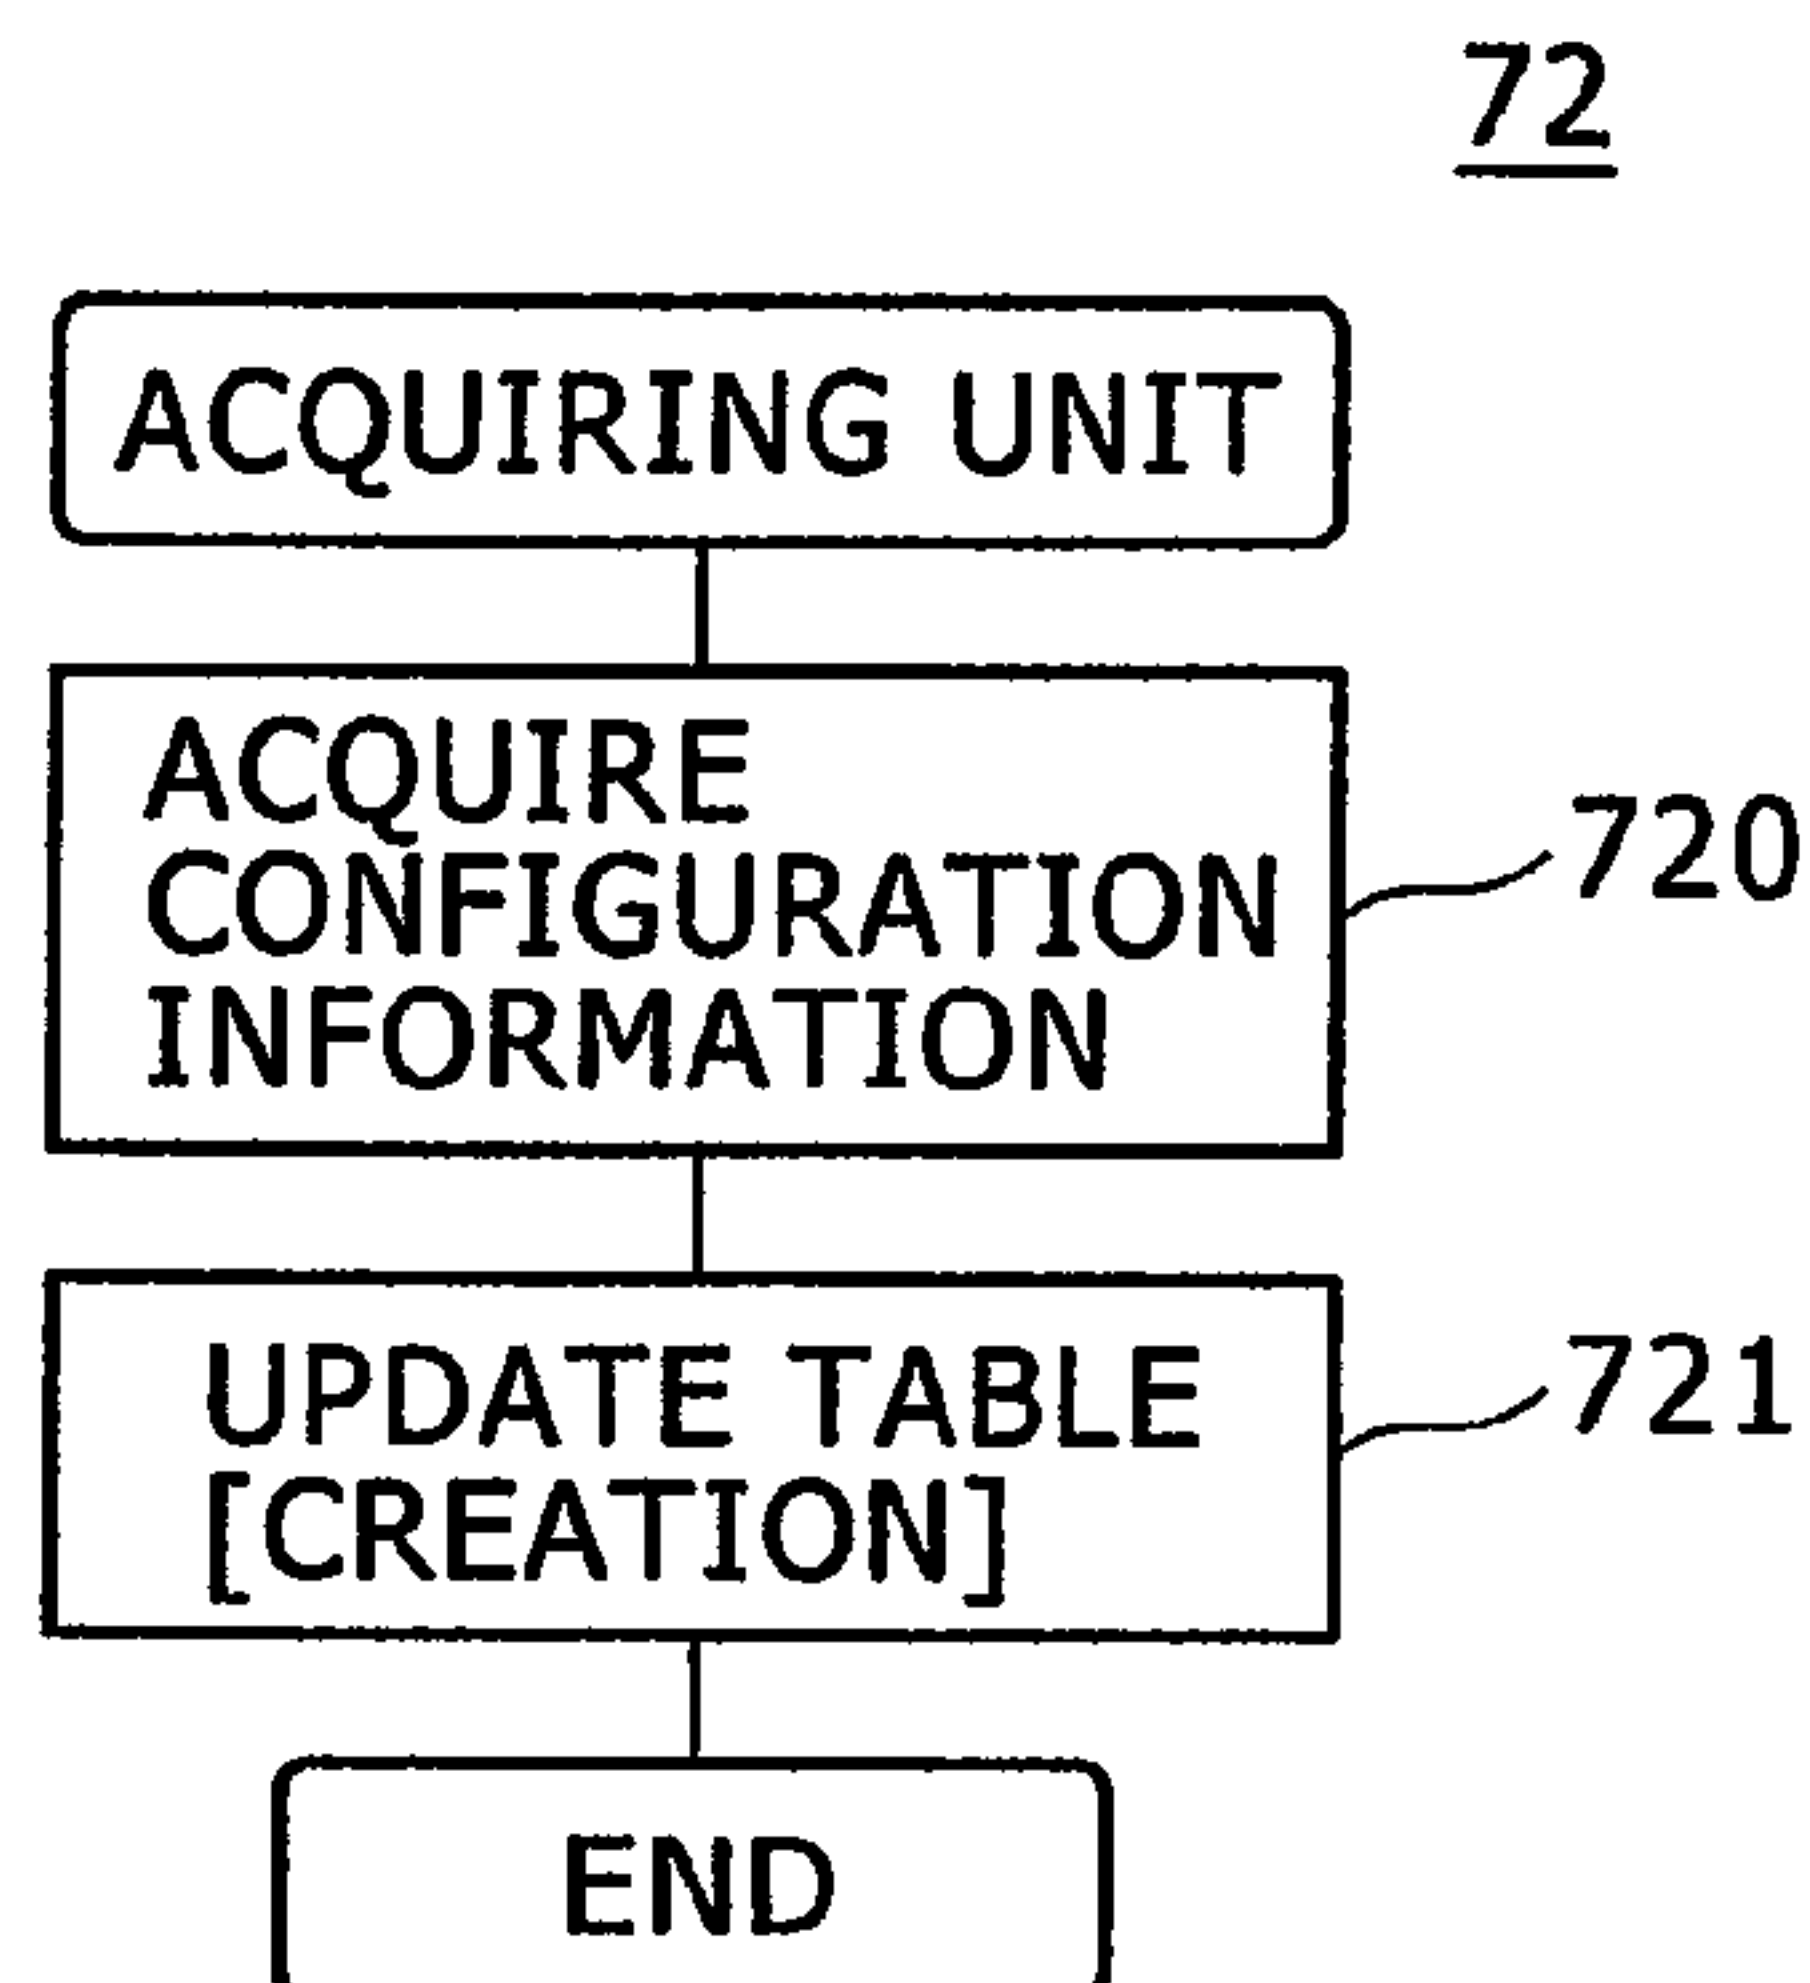 72
ACQUIRING UNIT
ACQUIRE
CONFIGURATION
INFORMATION
720
UPDATE TABLE
[CREATION]
721
END